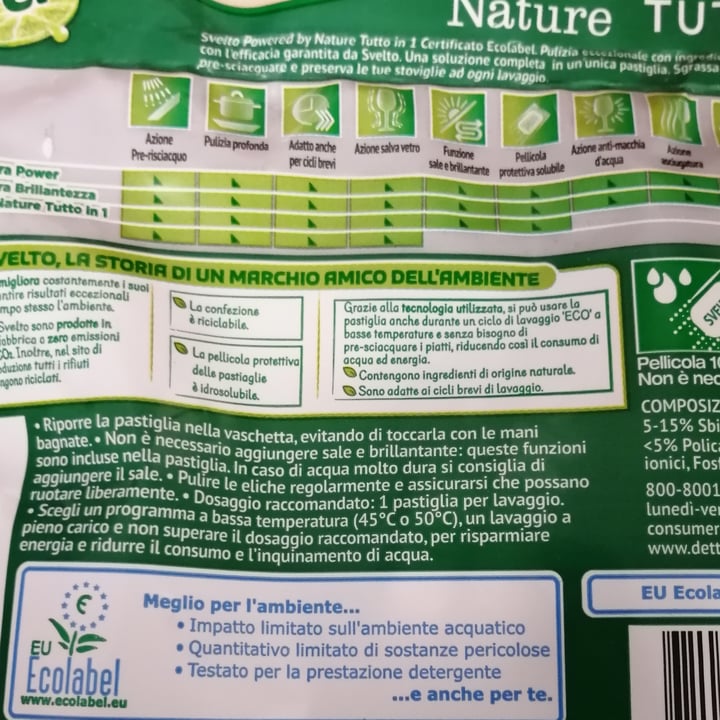 Nature TUT
Svelto Powered by Nature Tutto in 1 Certificato Ecolabel. Pulizia eccezionale con ingredi
con l'efficacia garantita da Svelto. Una soluzione completa in un'unica pastiglia. Sgrassa
pre-sciacquare e preserva le tue stoviglie ad ogni lavaggio.
Azione
Pre-risciacquo
Pulizia profonda
Adatto anche
per cicli brevi
Azione salva vetro
Funzione
sale e brillantante
Pellicola
protettiva solubile
Azione anti-macchia
d'acqua
Azione
ra Power
ra Brillantezza
Nature Tutto in 1
VELTO, LA STORIA DI UN MARCHIO AMICO DELL'AMBIENTE
migliora costantemente i suoi
ntire risultati eccezionali
mpo stesso l'ambiente.
Svelto sono prodotte in
abbrica a zero emissioni
CO2. Inoltre, nel sito di
duzione tutti i rifiuti
ngono riciclati.
La confezione
è riciclabile.
La pellicola protettiva
delle pastiglie
è idrosolubile.
Grazie alla tecnologia utilizzata, si può usare la
pastiglia anche durante un ciclo di lavaggio 'ECO' a
basse temperature e senza bisogno di
pre-sciacquare i piatti, riducendo così il consumo di
acqua ed energia.
Contengono ingredienti di origine naturale.
Sono adatte ai cicli brevi di lavaggio.
SVE
Pellicola 10
Non è nec
• Riporre la pastiglia nella vaschetta, evitando di toccarla con le mani
bagnate. • Non è necessario aggiungere sale e brillantante: queste funzioni
sono incluse nella pastiglia. In caso di acqua molto dura si consiglia di
aggiungere il sale. • Pulire le eliche regolarmente e assicurarsi che possano
ruotare liberamente. • Dosaggio raccomandato: 1 pastiglia per lavaggio.
• Scegli un programma a bassa temperatura (45°C o 50°C), un lavaggio a
pieno carico e non superare il dosaggio raccomandato, per risparmiare
energia e ridurre il consumo e l'inquinamento di acqua.
COMPOSIZ
5-15% Sbi
<5% Polica
ionici, Fosf
800-8001
lunedì-ven
consumer
www.dett
EU
Ecolabel
www.ecolabel.eu
Meglio per l'ambiente...
• Impatto limitato sull'ambiente acquatico
• Quantitativo limitato di sostanze pericolose
• Testato per la prestazione detergente
...e anche per te.
EU Ecola